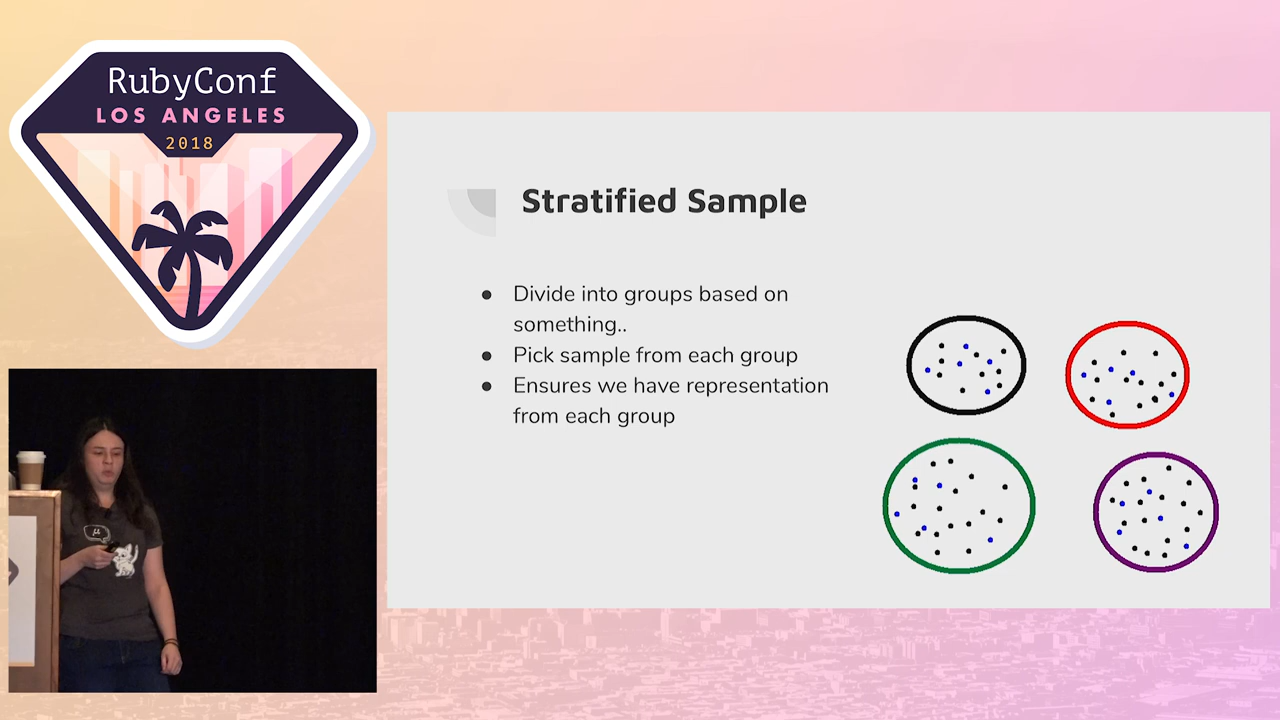 RubyConf
LOS ANGELES
2018
Stratified Sample
● Divide into groups based on
something..
● Pick sample from each group
● Ensures we have representation
from each group
μ